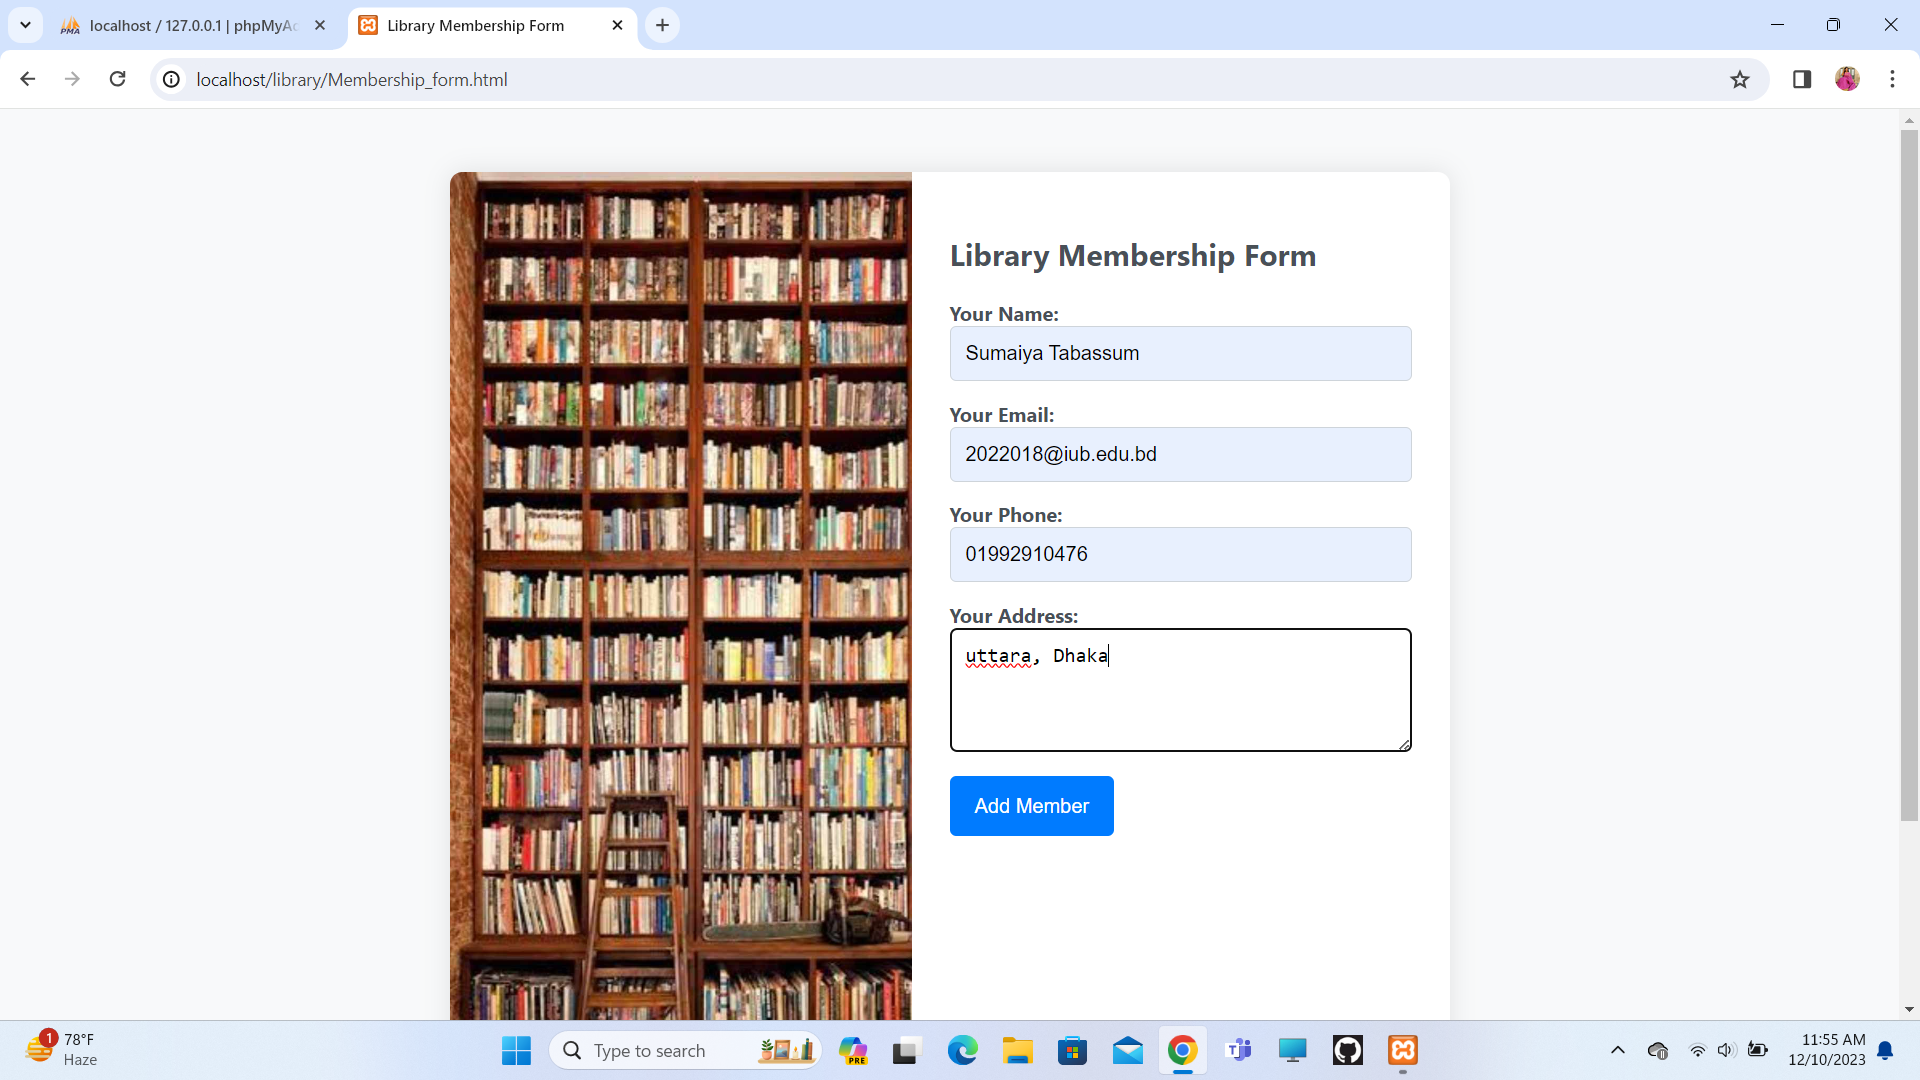 localhost / 127.0.0.1 | phpMyAc
Library Membership Form
localhost/library/Membership_form.html
Library Membership Form
Your Name:
Sumaiya Tabassum
Your Email:
2022018@iub.edu.bd
Your Phone:
01992910476
Your Address:
uttara, Dhaka
Add Member
1
78°F
Haze
Type to search
PRE
11:55 AM
12/10/2023